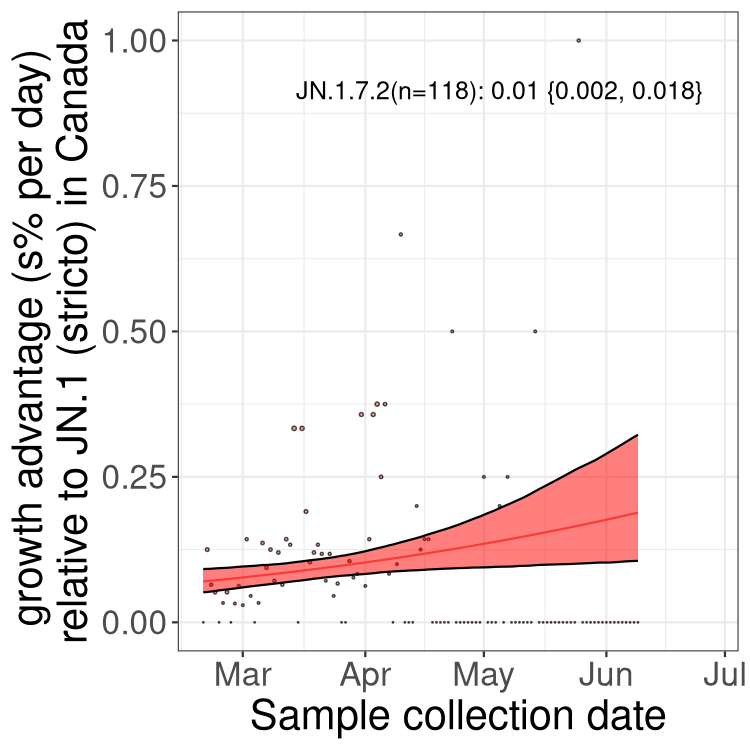 growth advantage (s% per day)
relative to JN.1 (stricto) in Canada
1.00
0.75
0.50
0.25
0.00
JN.1.7.2(n=118): 0.01 {0.002, 0.018}
Mar Apr May Jun Jul
Sample collection date